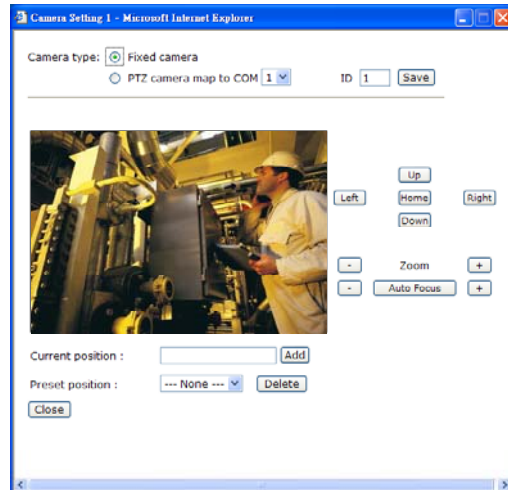 Camera Setting 1 - Microsoft Internet Explorer
Camera type: Fixed camera
PTZ camera map to COM 1 ID 1 Save
Up
Left Home Right
Down
- Zoom +
- Auto Focus +
Current position : Add
Preset position : --- None --- Delete
Close